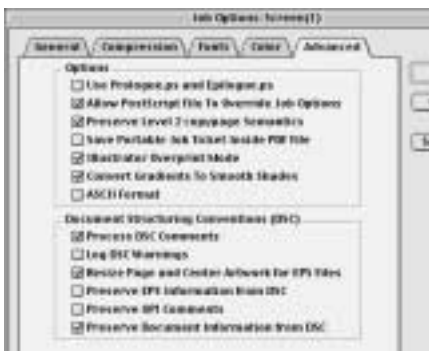 Job Options: Screen(1)
General Compression Fonts Color Advanced
Options
Use Prologue.ps and Epilogue.ps
Allow PostScript File To Override Job Options
Preserve Level 2 copypage Semantics
Save Portable Job Ticket Inside PDF File
Illustrator Overprint Mode
Convert Gradients To Smooth Shades
ASCII Format
Document Structuring Conventions (DSC)
Process DSC Comments
Log DSC Warnings
Resize Page and Center Artwork for EPS Files
Preserve EPS Information from DSC
Preserve OPI Comments
Preserve Document Information from DSC